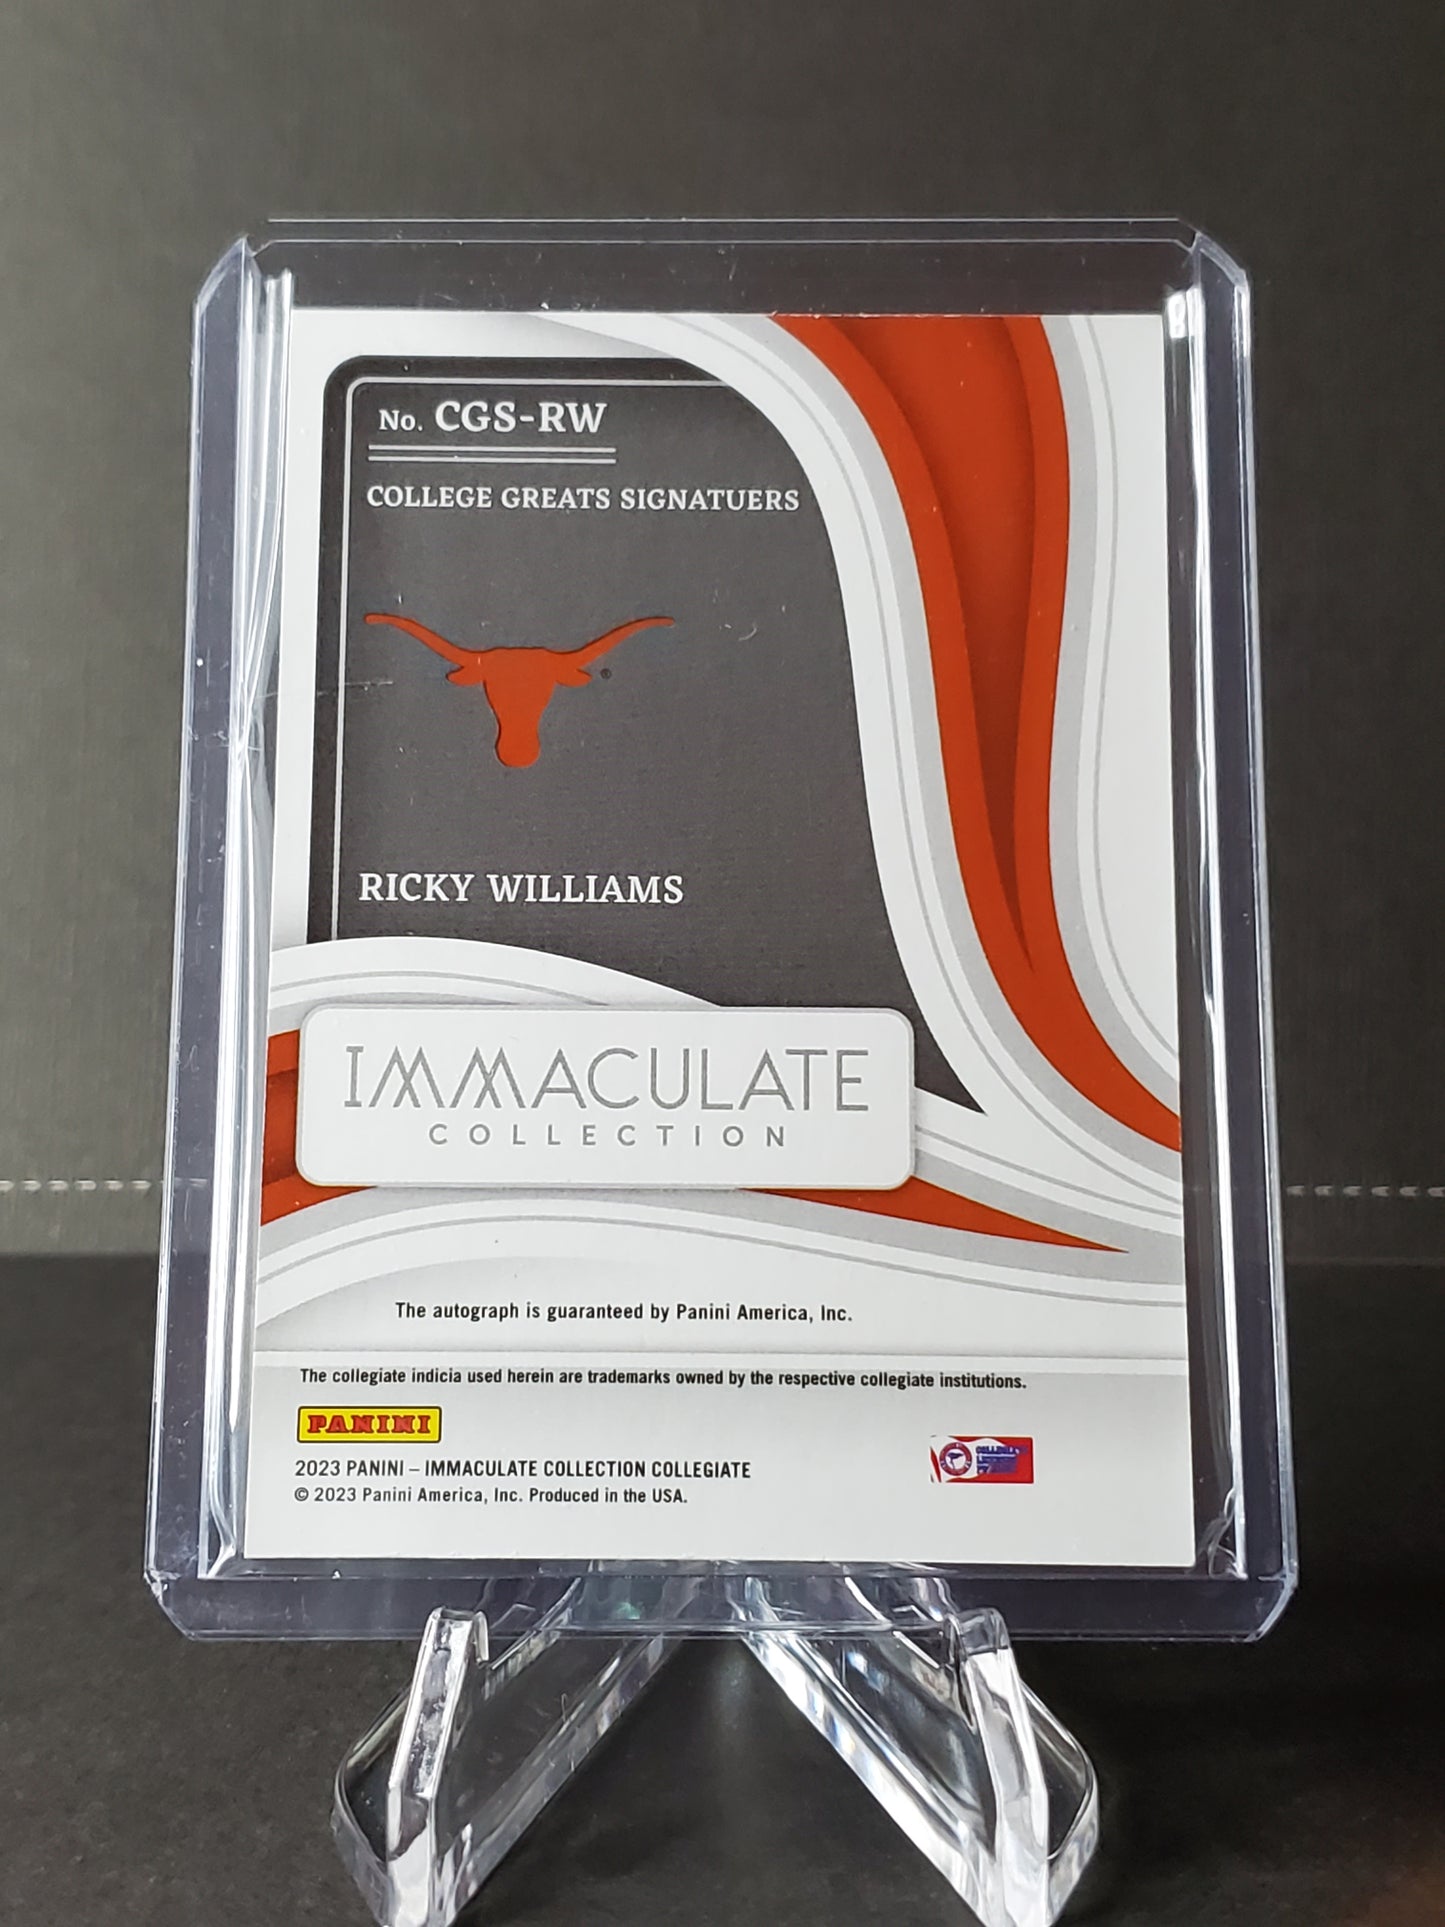 No. CGS-RW
COLLEGE GREATS SIGNATUERS
®
RICKY WILLIAMS
IMMACULATE
COLLECTION
The autograph is guaranteed by Panini America, Inc.
The collegiate indicia used herein are trademarks owned by the respective collegiate institutions.
PANINI
2023 PANINI – IMMACULATE COLLECTION COLLEGIATE
© 2023 Panini America, Inc. Produced in the USA.